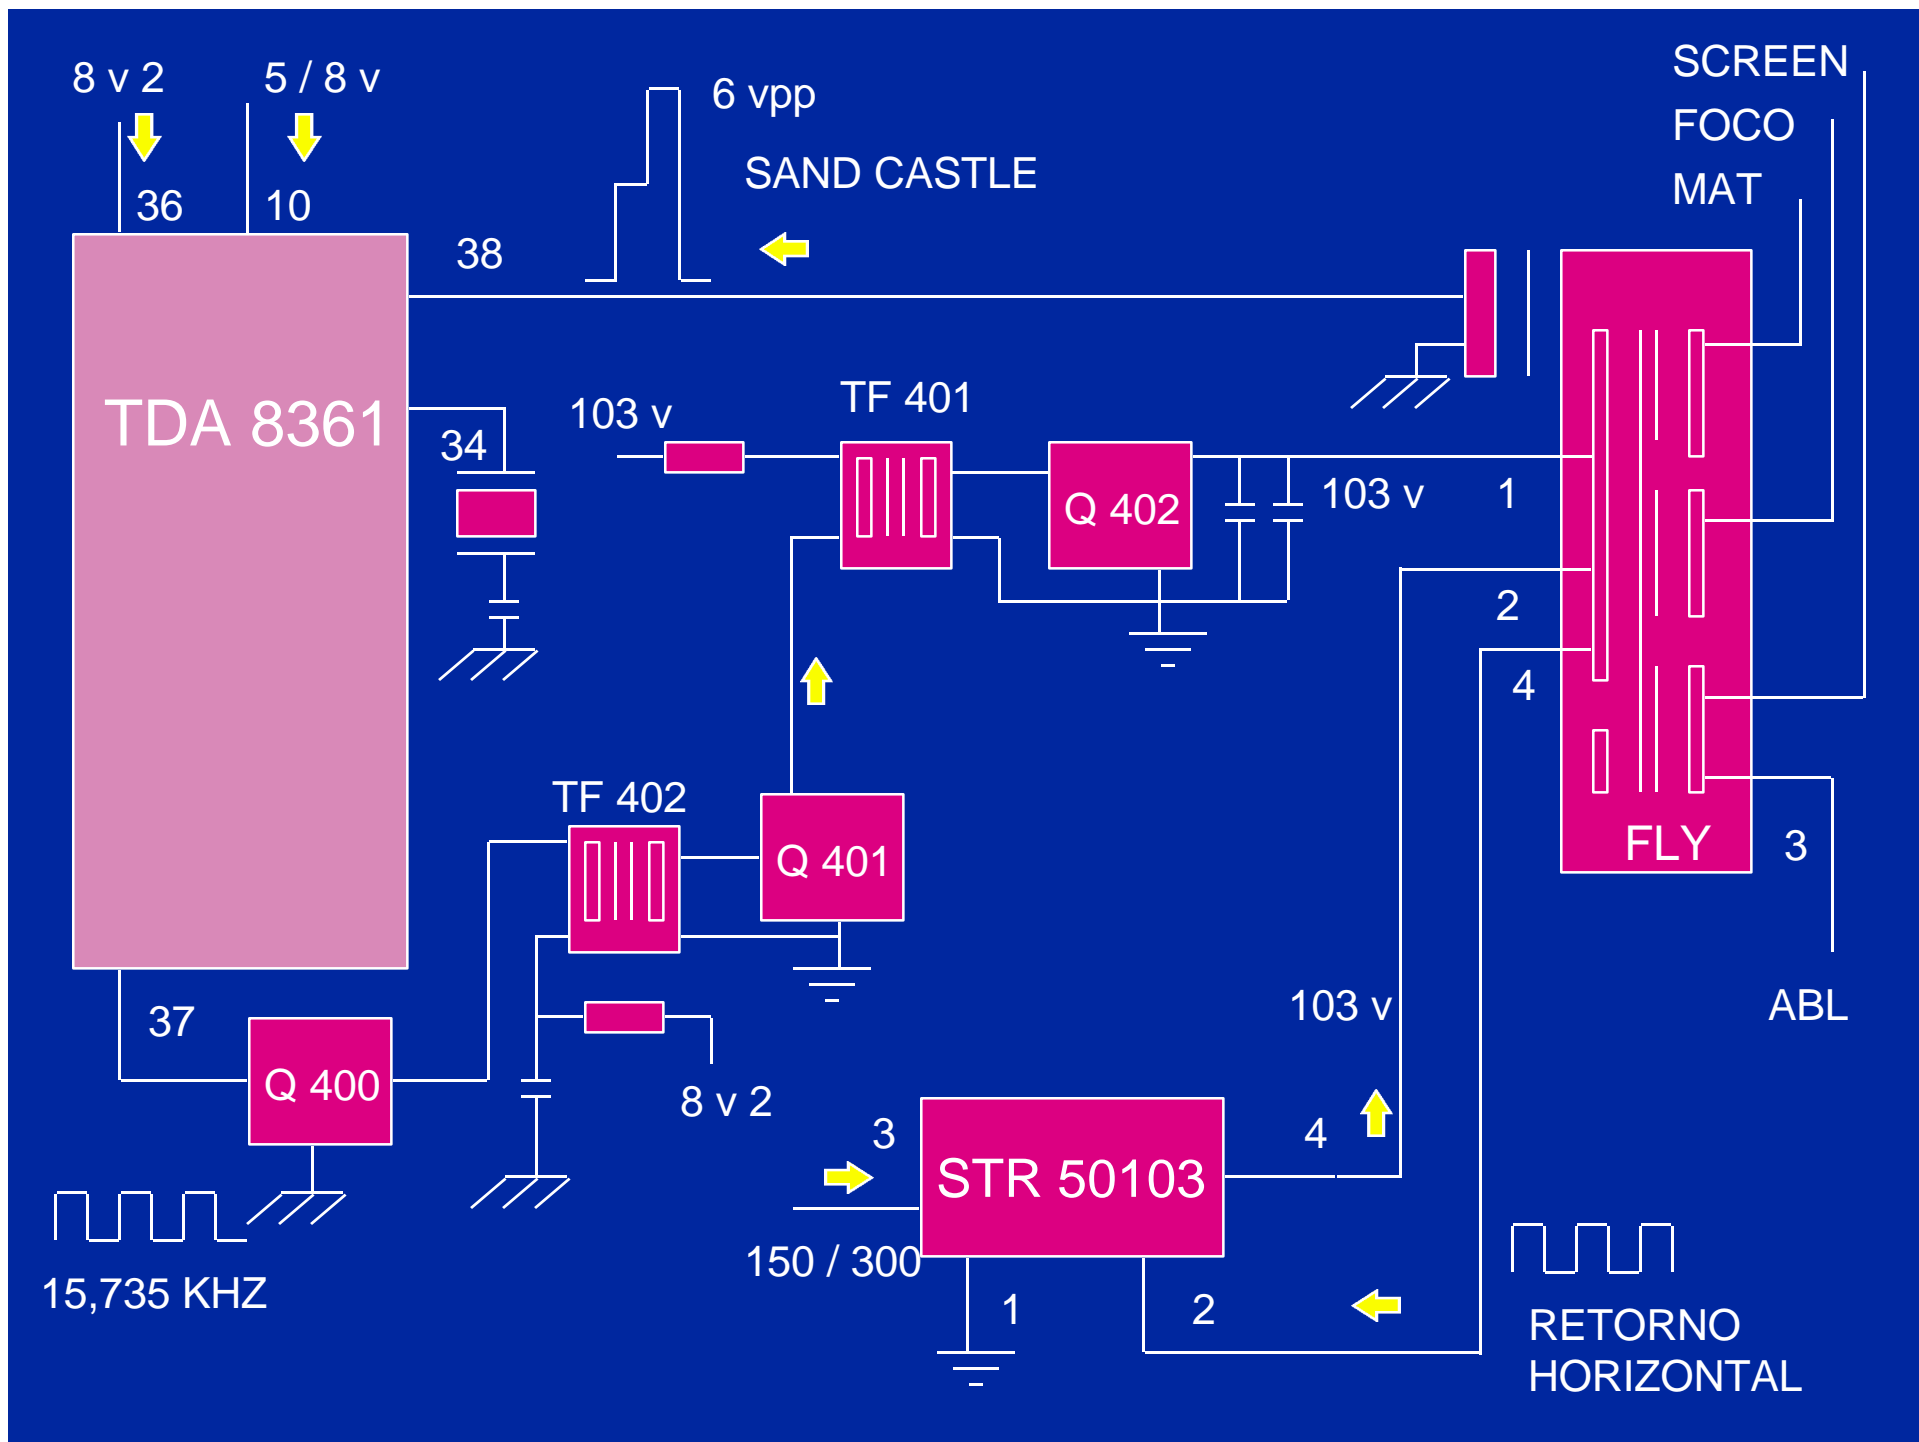 8 v 2
5 / 8 v
6 vpp
SCREEN
FOCO
MAT
SAND CASTLE
36
10
38
TDA 8361
34
103 v
TF 401
Q 402
103 v
1
2
4
TF 402
Q 401
FLY
3
37
Q 400
8 v 2
103 v
ABL
3
STR 50103
4
150 / 300
1
2
15,735 KHZ
RETORNO
HORIZONTAL